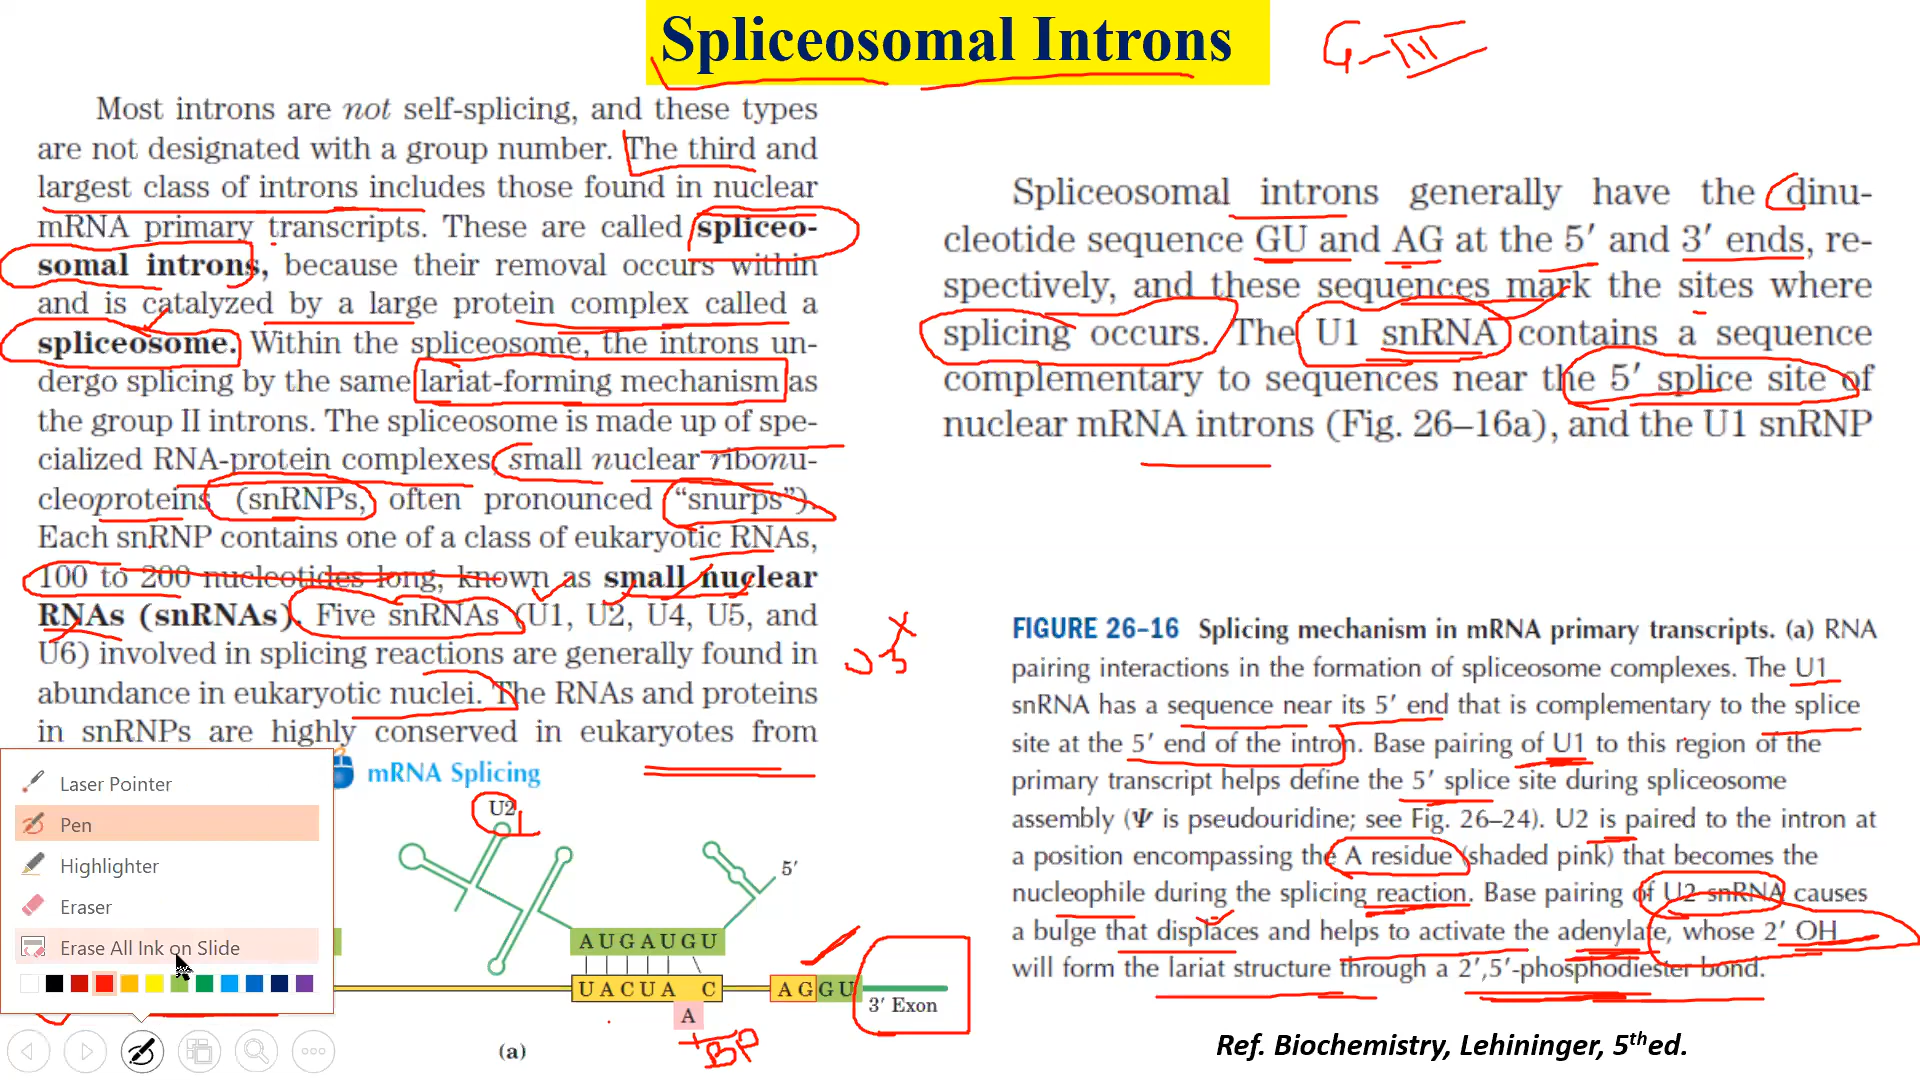 Spliceosomal Introns
G-III
Most introns are not self-splicing, and these types
are not designated with a group number. The third and
largest class of introns includes those found in nuclear
mRNA primary transcripts. These are called spliceo-
somal introns, because their removal occurs within
and is catalyzed by a large protein complex called a
spliceosome. Within the spliceosome, the introns un-
dergo splicing by the same lariat-forming mechanism as
the group II introns. The spliceosome is made up of spe-
cialized RNA-protein complexes, small nuclear ribonu-
cleoproteins (snRNPs, often pronounced “snurps”).
Each snRNP contains one of a class of eukaryotic RNAs,
100 to 200 nucleotides long, known as small nuclear
RNAs (snRNAs). Five snRNAs (U1, U2, U4, U5, and
U6) involved in splicing reactions are generally found in
abundance in eukaryotic nuclei. The RNAs and proteins
in snRNPs are highly conserved in eukaryotes from
U3
Spliceosomal introns generally have the dinu-
cleotide sequence GU and AG at the 5′ and 3′ ends, re-
spectively, and these sequences mark the sites where
splicing occurs. The U1 snRNA contains a sequence
complementary to sequences near the 5′ splice site of
nuclear mRNA introns (Fig. 26–16a), and the U1 snRNP
FIGURE 26–16 Splicing mechanism in mRNA primary transcripts. (a) RNA
pairing interactions in the formation of spliceosome complexes. The U1
snRNA has a sequence near its 5′ end that is complementary to the splice
site at the 5′ end of the intron. Base pairing of U1 to this region of the
primary transcript helps define the 5′ splice site during spliceosome
assembly (Ψ is pseudouridine; see Fig. 26–24). U2 is paired to the intron at
a position encompassing the A residue (shaded pink) that becomes the
nucleophile during the splicing reaction. Base pairing of U2 snRNA causes
a bulge that displaces and helps to activate the adenylate, whose 2′ OH
will form the lariat structure through a 2′,5′-phosphodiester bond.
Ref. Biochemistry, Lehininger, 5thed.
mRNA Splicing
U2
5′
AUGAUGU
UACUA C
A
AGGU
3′ Exon
BP
(a)
Laser Pointer
Pen
Highlighter
Eraser
Erase All Ink on Slide